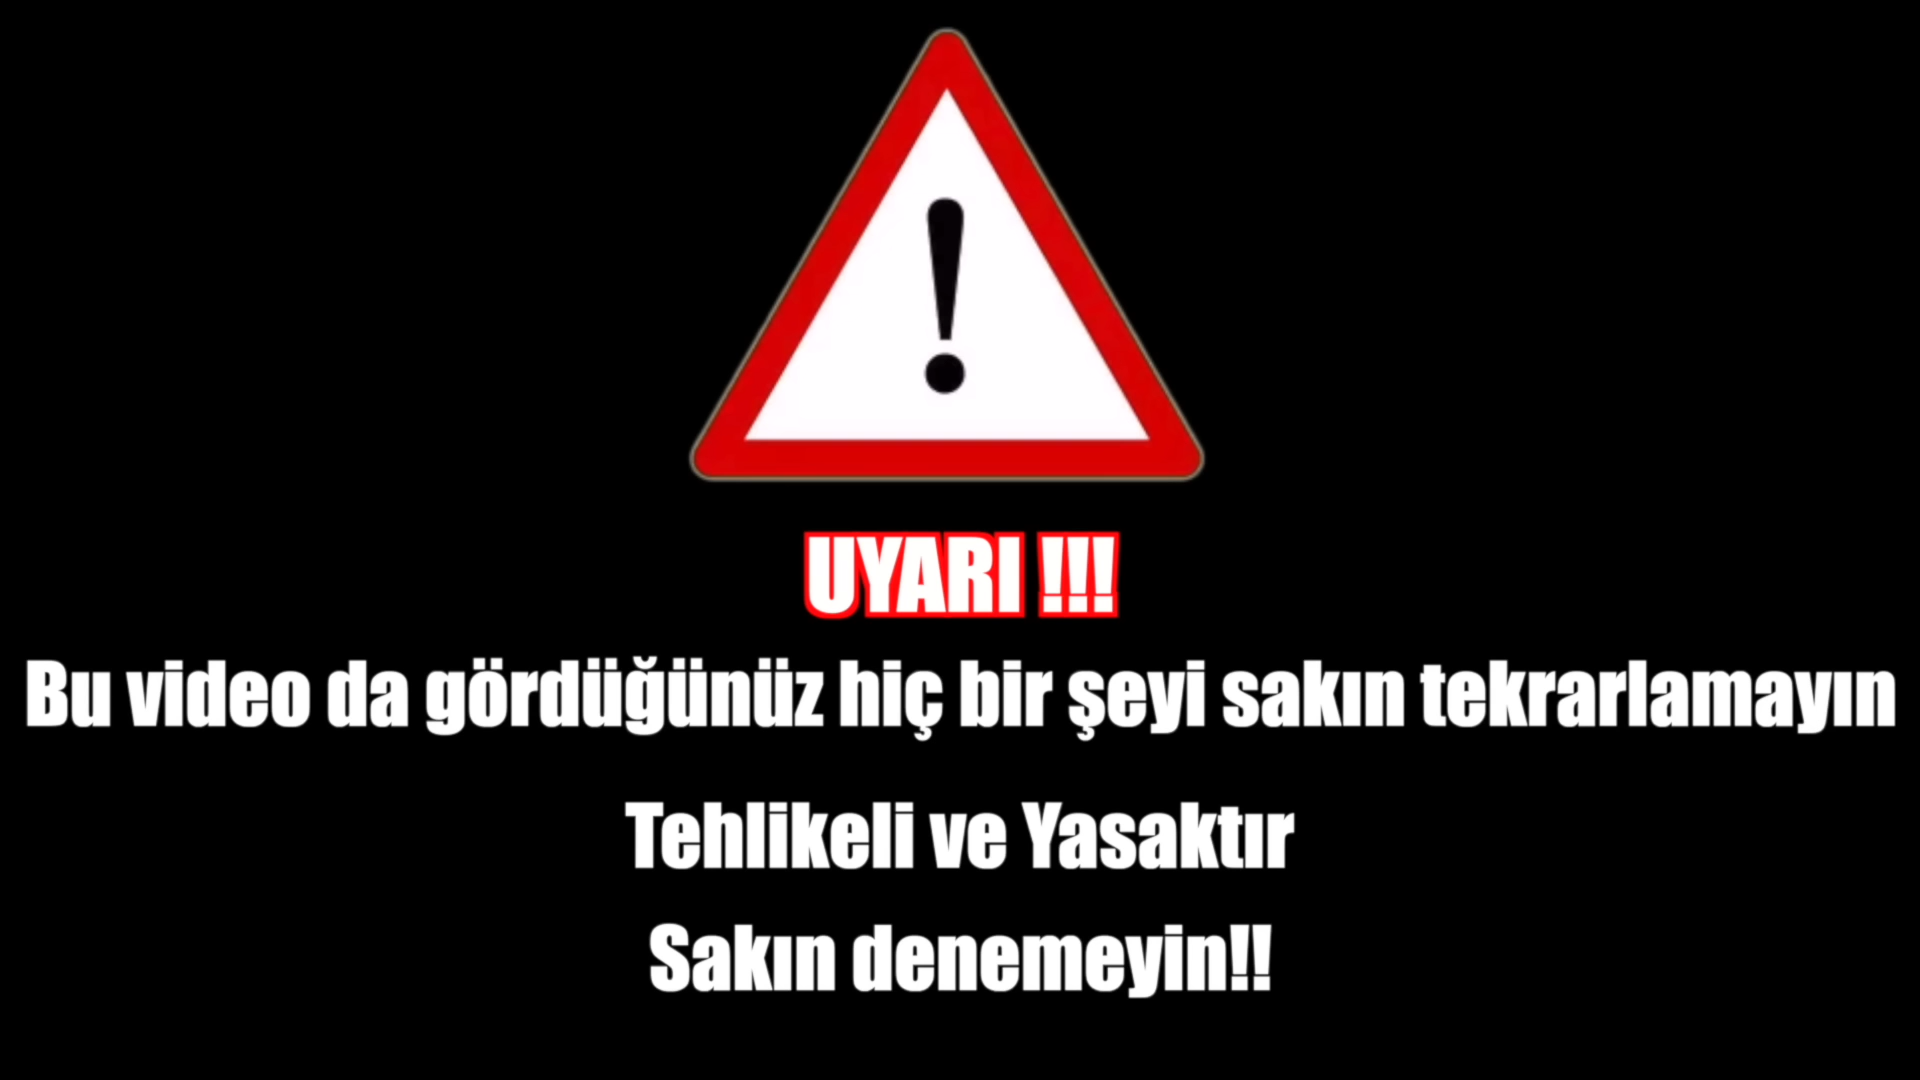 UYARI !!!
Bu video da gördüğünüz hiç bir şeyi sakın tekrarlamayın
Tehlikeli ve Yasaktır
Sakın denemeyin!!